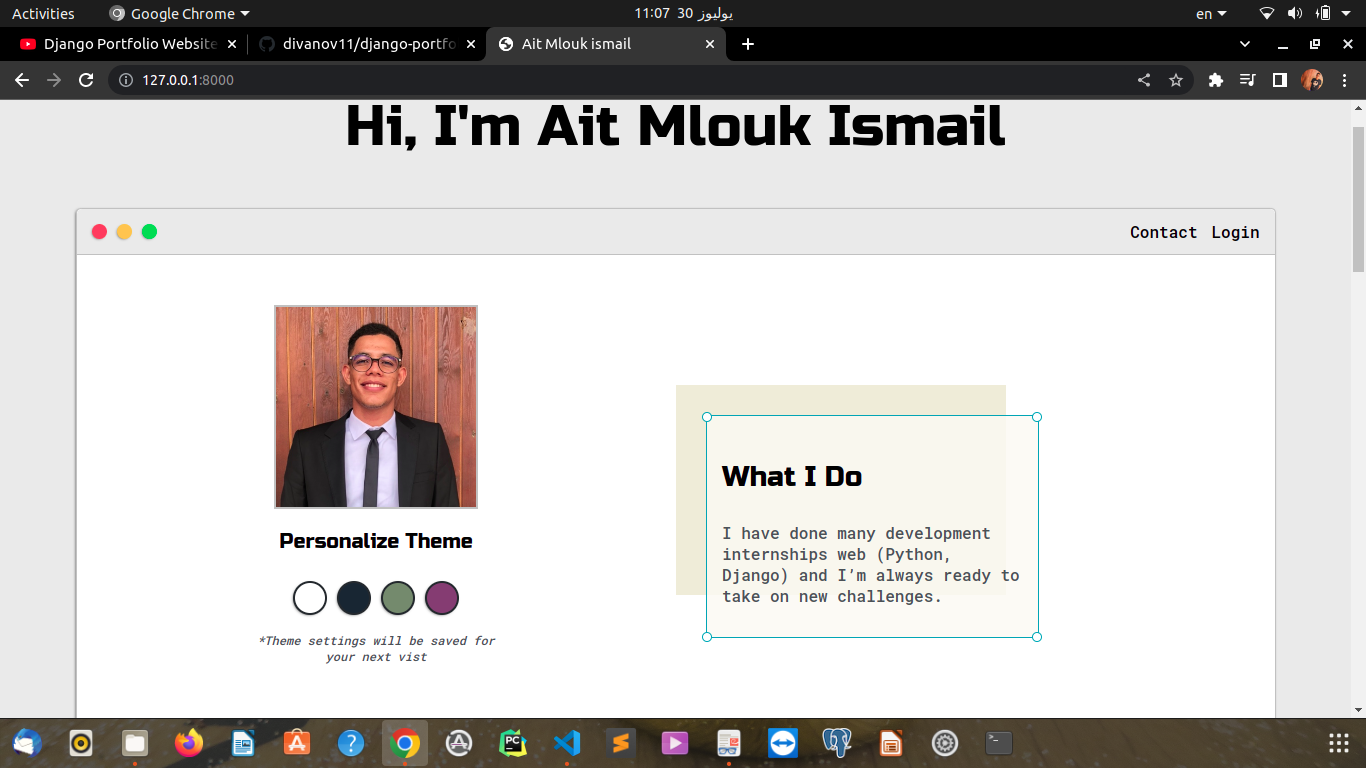 Activities
Google Chrome
11:07 30 يوليوز
en
Django Portfolio Website
divanov11/django-portfo
Ait Mlouk ismail
127.0.0.1:8000
Hi, I'm Ait Mlouk Ismail
Contact Login
Personalize Theme
*Theme settings will be saved for
your next vist
What I Do
I have done many development
internships web (Python,
Django) and I'm always ready to
take on new challenges.